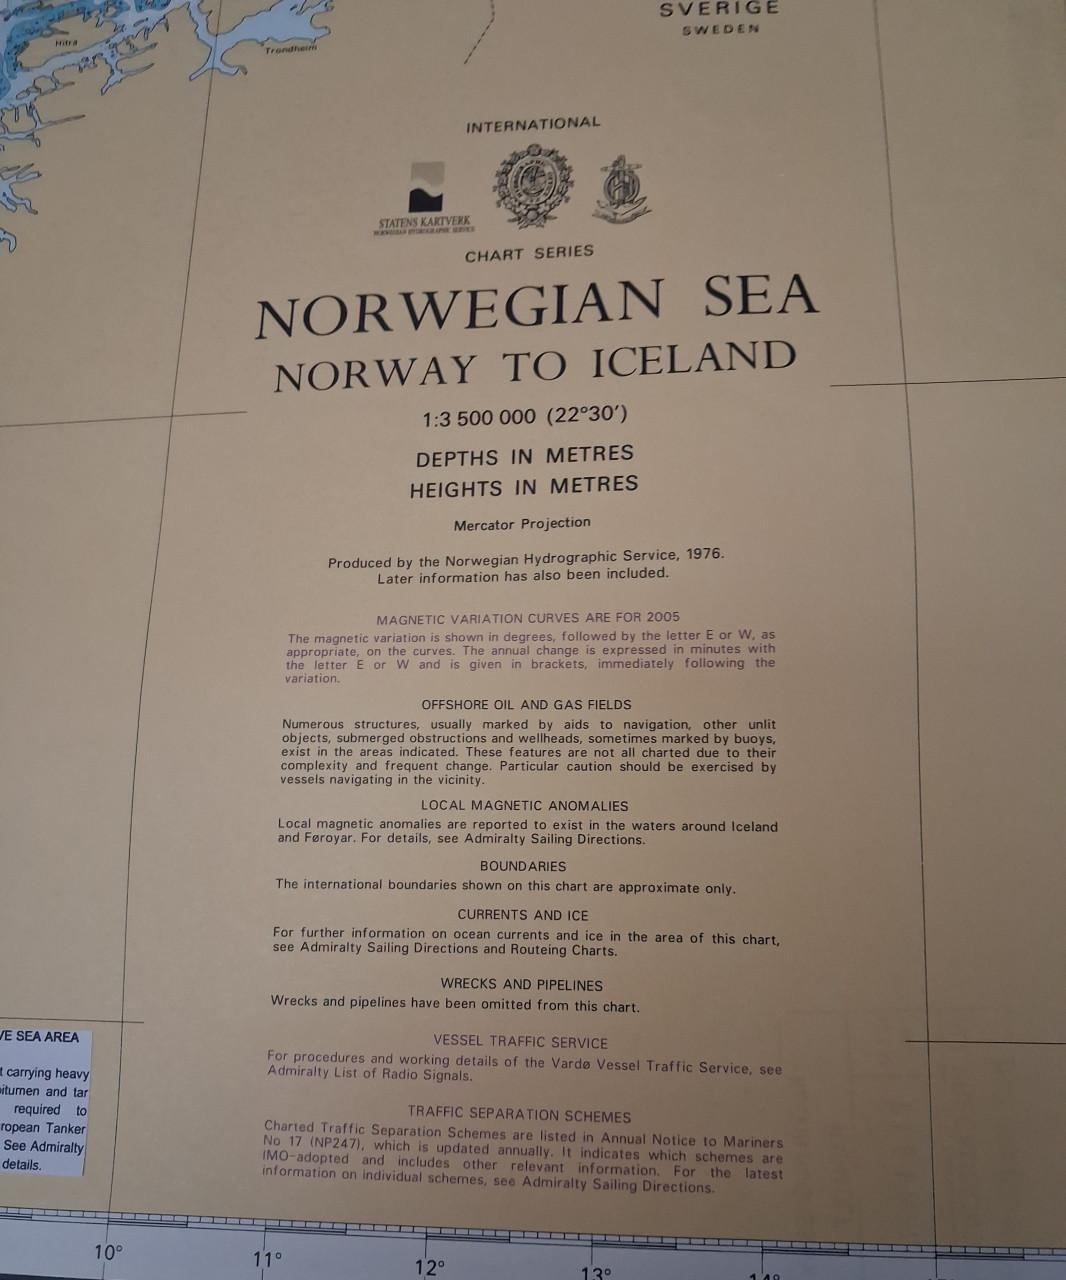 SVERIGE
SWEDEN
Hitra
Trondheim
INTERNATIONAL
STATENS KARTVERK
NORWEGIAN HYDROGRAPHIC SERVICE
CHART SERIES
NORWEGIAN SEA
NORWAY TO ICELAND
1:3 500 000 (22°30′)
DEPTHS IN METRES
HEIGHTS IN METRES
Mercator Projection
Produced by the Norwegian Hydrographic Service, 1976.
Later information has also been included.
MAGNETIC VARIATION CURVES ARE FOR 2005
The magnetic variation is shown in degrees, followed by the letter E or W, as
appropriate, on the curves. The annual change is expressed in minutes with
the letter E or W and is given in brackets, immediately following the
variation.
OFFSHORE OIL AND GAS FIELDS
Numerous structures, usually marked by aids to navigation, other unlit
objects, submerged obstructions and wellheads, sometimes marked by buoys,
exist in the areas indicated. These features are not all charted due to their
complexity and frequent change. Particular caution should be exercised by
vessels navigating in the vicinity.
LOCAL MAGNETIC ANOMALIES
Local magnetic anomalies are reported to exist in the waters around Iceland
and Føroyar. For details, see Admiralty Sailing Directions.
BOUNDARIES
The international boundaries shown on this chart are approximate only.
CURRENTS AND ICE
For further information on ocean currents and ice in the area of this chart,
see Admiralty Sailing Directions and Routeing Charts.
WRECKS AND PIPELINES
Wrecks and pipelines have been omitted from this chart.
VESSEL TRAFFIC SERVICE
For procedures and working details of the Vardø Vessel Traffic Service, see
Admiralty List of Radio Signals.
TRAFFIC SEPARATION SCHEMES
Charted Traffic Separation Schemes are listed in Annual Notice to Mariners
No 17 (NP247), which is updated annually. It indicates which schemes are
IMO-adopted and includes other relevant information. For the latest
information on individual schemes, see Admiralty Sailing Directions.
VE SEA AREA
t carrying heavy
bitumen and tar
required to
ropean Tanker
See Admiralty
details.
10° 11° 12° 13° 14°